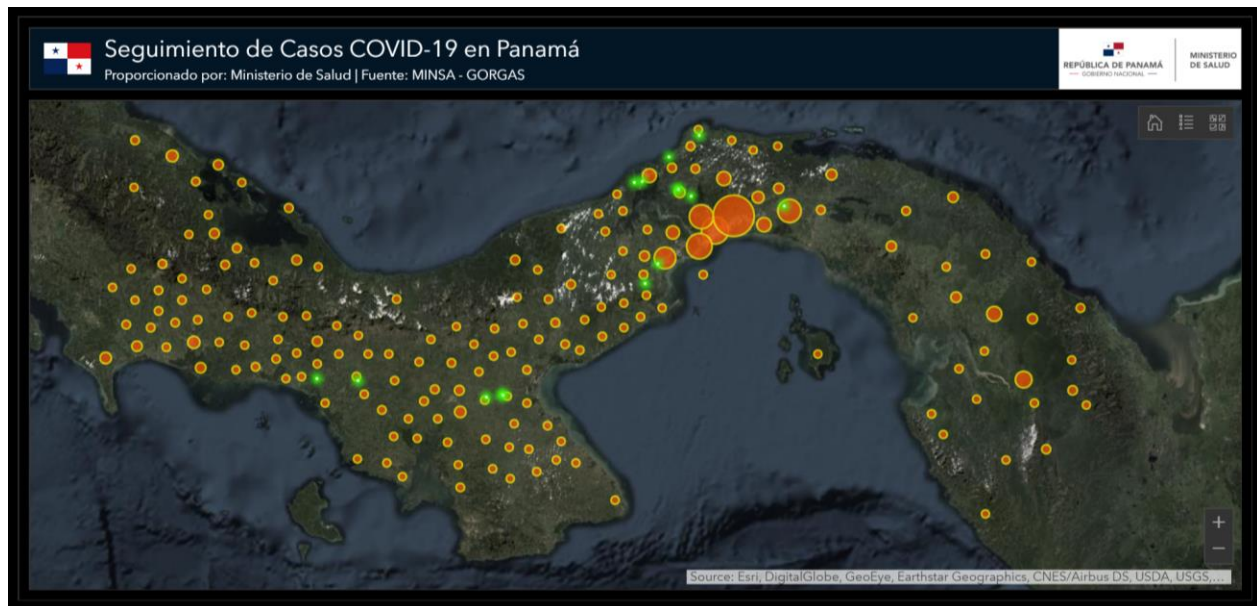 Seguimiento de Casos COVID-19 en Panamá
Proporcionado por: Ministerio de Salud | Fuente: MINSA - GORGAS
REPÚBLICA DE PANAMÁ
— GOBIERNO NACIONAL —
MINISTERIO
DE SALUD
+
−
Source: Esri, DigitalGlobe, GeoEye, Earthstar Geographics, CNES/Airbus DS, USDA, USGS,...